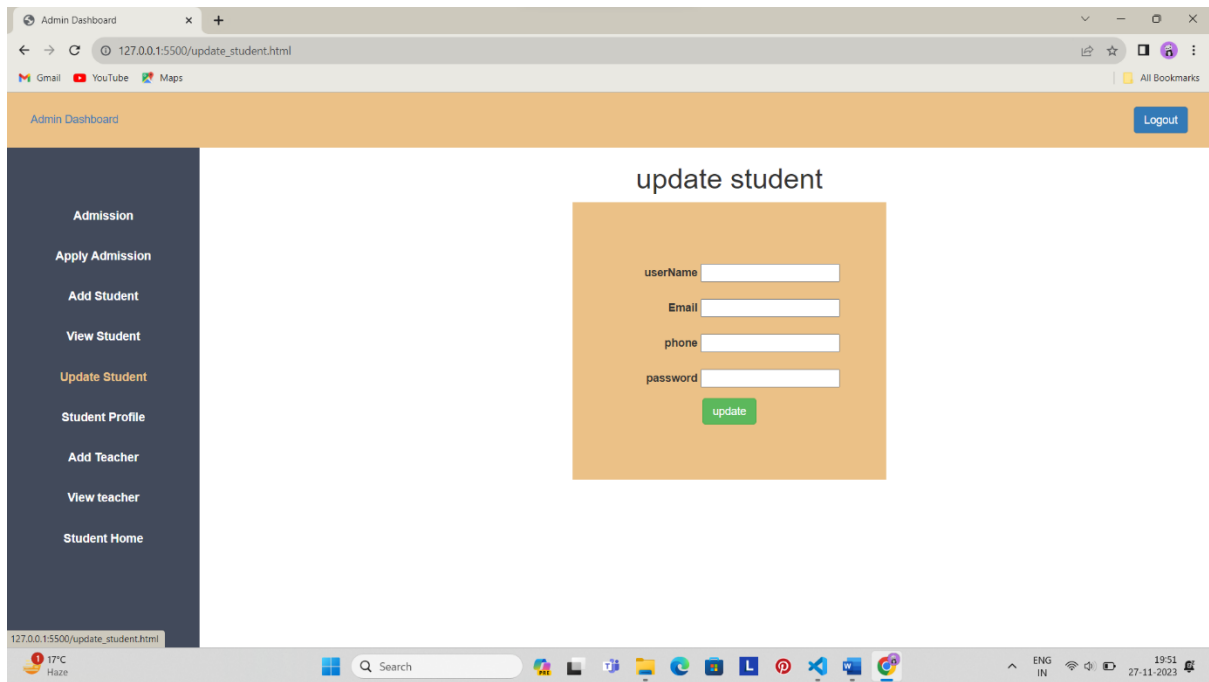 Admin Dashboard
127.0.0.1:5500/update_student.html
Gmail YouTube Maps All Bookmarks
Admin Dashboard Logout
update student
Admission
Apply Admission
Add Student
View Student
Update Student
Student Profile
Add Teacher
View teacher
Student Home
userName
Email
phone
password
update
127.0.0.1:5500/update_student.html
1 17°C
Haze
Search
PRE
L
ENG
IN
19:51
27-11-2023